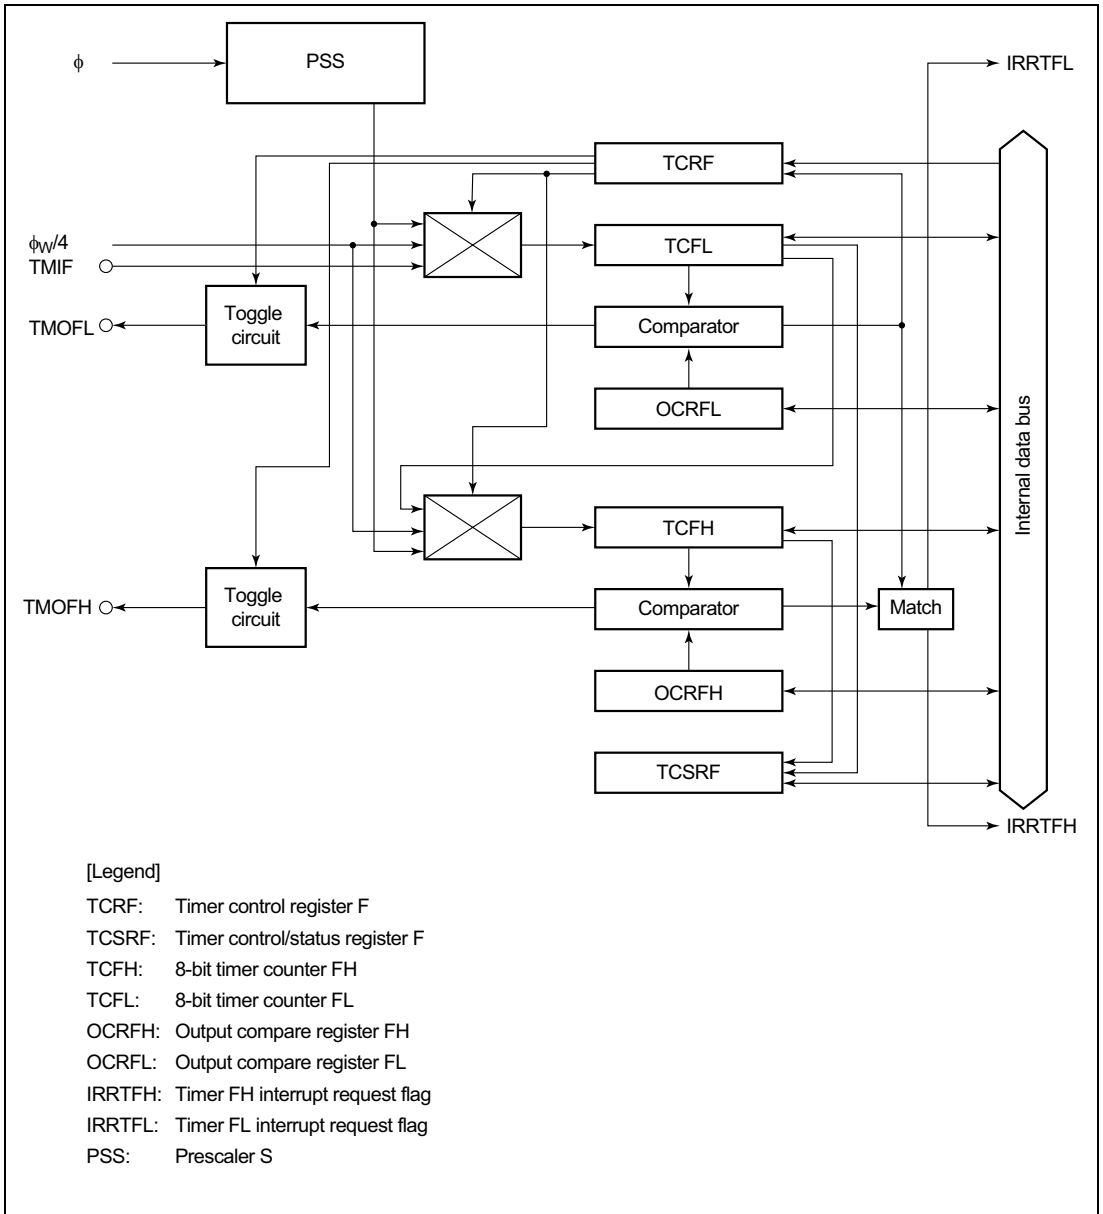 ϕ
PSS
IRRTFL
TCRF
ϕW/4
TCFL
TMIF
TMOFL
Toggle
circuit
Comparator
OCRFL
Internal data bus
TCFH
TMOFH
Toggle
circuit
Comparator
Match
OCRFH
TCSRF
IRRTFH
[Legend]
TCRF: Timer control register F
TCSRF: Timer control/status register F
TCFH: 8-bit timer counter FH
TCFL: 8-bit timer counter FL
OCRFH: Output compare register FH
OCRFL: Output compare register FL
IRRTFH: Timer FH interrupt request flag
IRRTFL: Timer FL interrupt request flag
PSS: Prescaler S